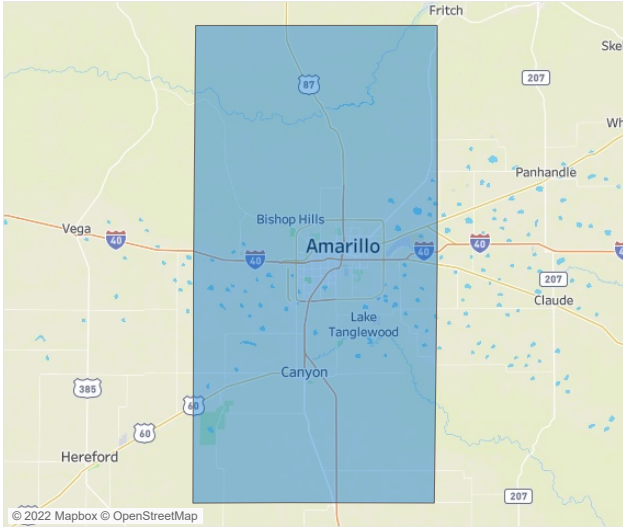 Fritch
Ske
87
207
Wh
Panhandle
Bishop Hills
Vega
40
Amarillo
40
40
40
4
207
Claude
Lake
Tanglewood
Canyon
385
60
60
Hereford
207
© 2022 Mapbox © OpenStreetMap